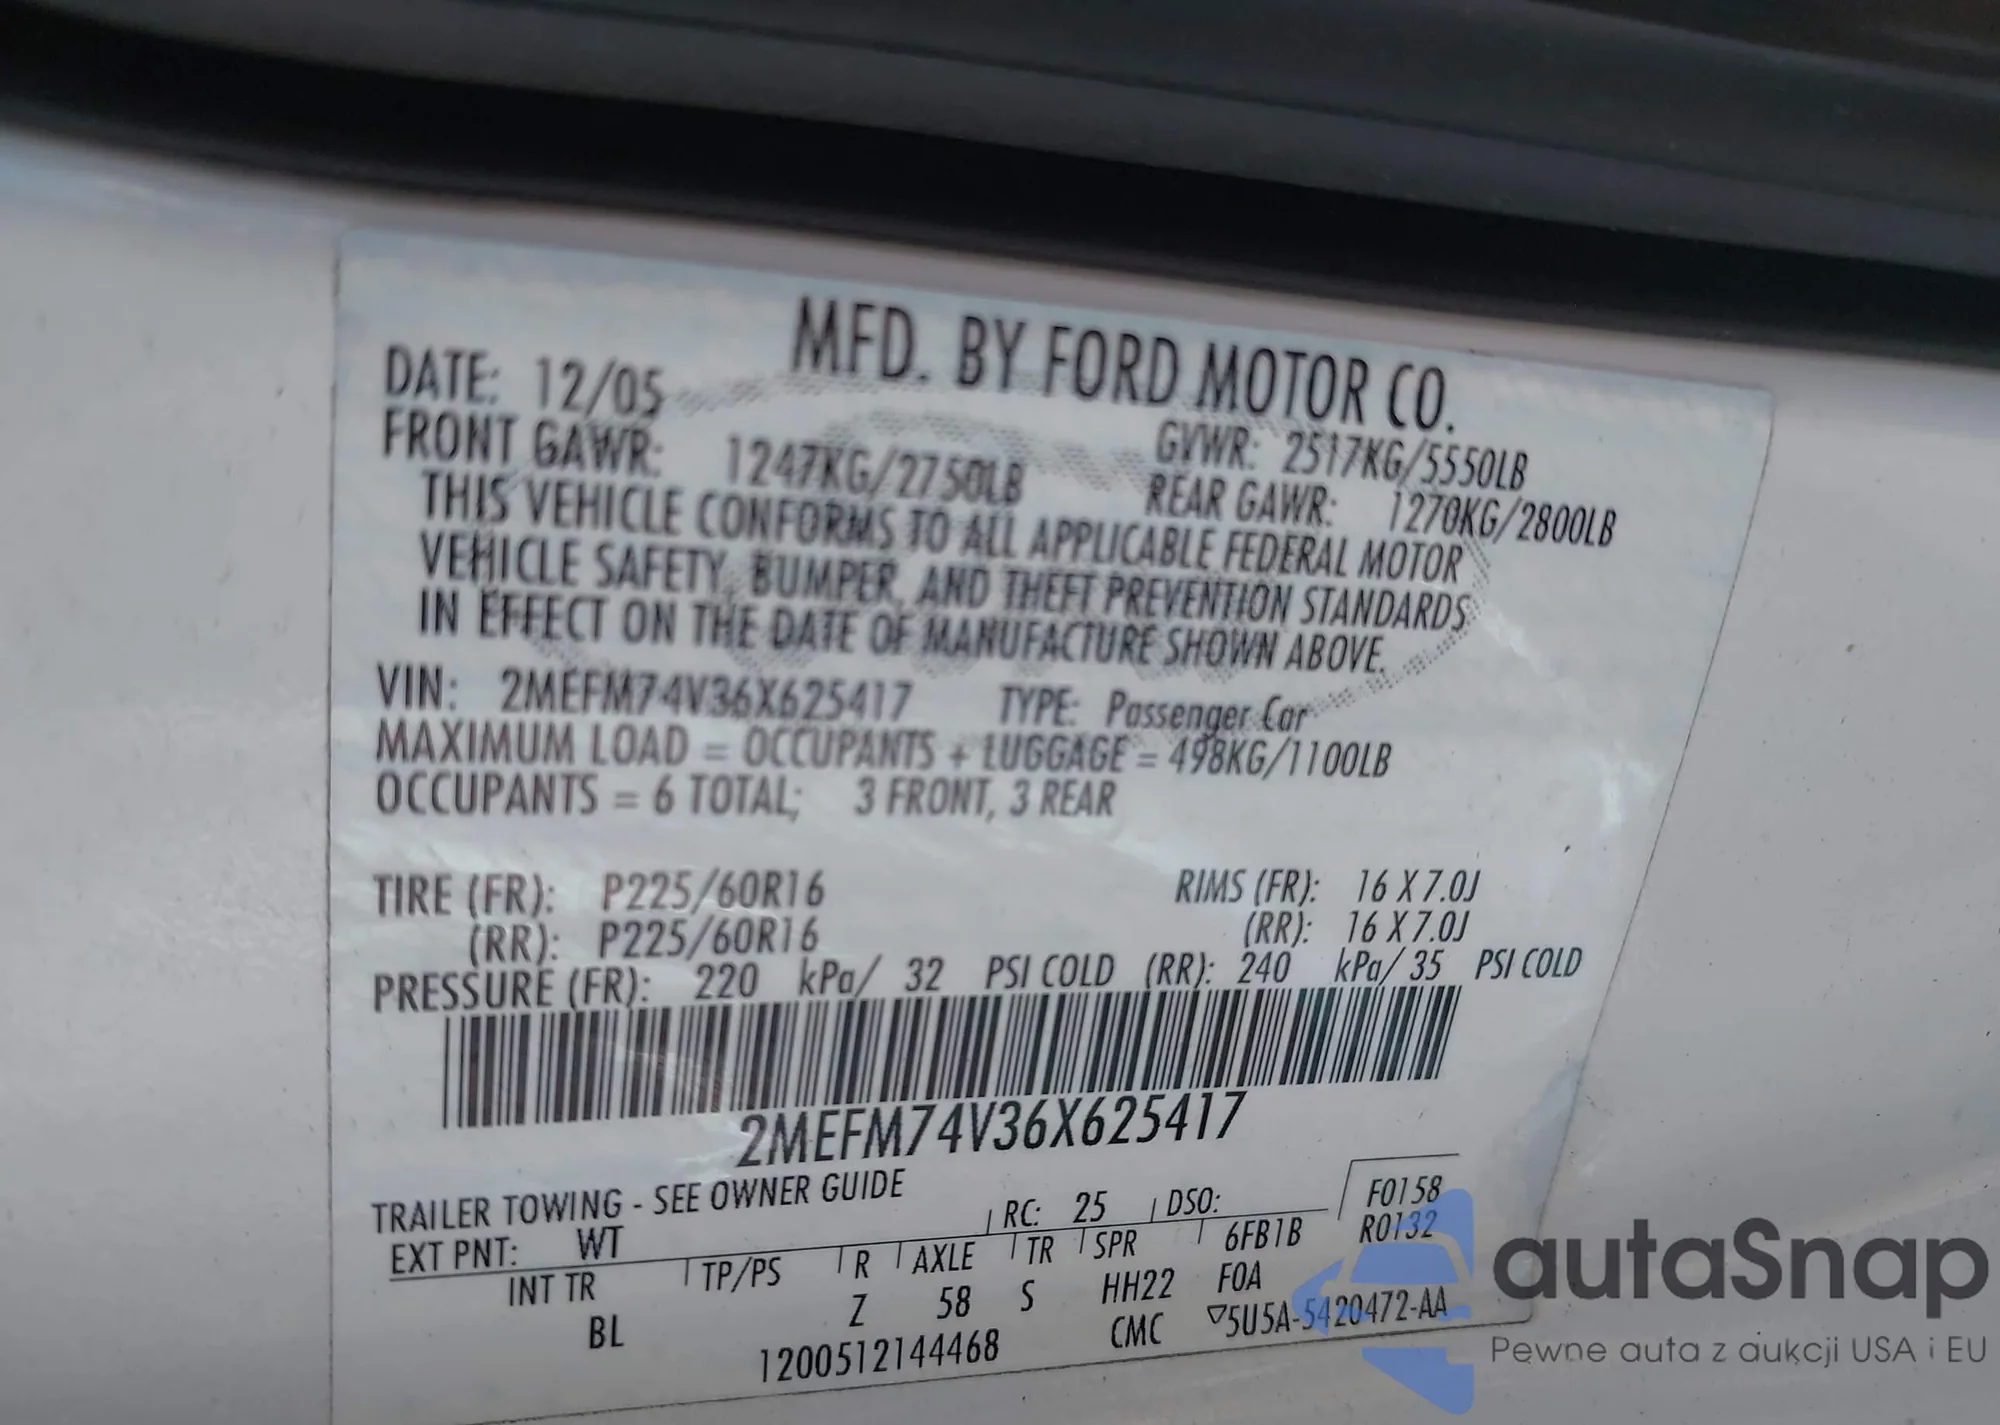 MFD. BY FORD MOTOR CO.
DATE: 12/05
GVWR: 2517KG/5550LB
FRONT GAWR: 1247KG/2750LB
REAR GAWR: 1270KG/2800LB
THIS VEHICLE CONFORMS TO ALL APPLICABLE FEDERAL MOTOR
VEHICLE SAFETY, BUMPER, AND THEFT PREVENTION STANDARDS
IN EFFECT ON THE DATE OF MANUFACTURE SHOWN ABOVE.
VIN: 2MEFM74V36X625417 TYPE: Passenger Car
MAXIMUM LOAD = OCCUPANTS + LUGGAGE = 498KG/1100LB
OCCUPANTS = 6 TOTAL; 3 FRONT, 3 REAR
TIRE (FR): P225/60R16 RIMS (FR): 16 X 7.0J
(RR): P225/60R16 (RR): 16 X 7.0J
PRESSURE (FR): 220 kPa/ 32 PSI COLD (RR): 240 kPa/ 35 PSI COLD
2MEFM74V36X625417
TRAILER TOWING - SEE OWNER GUIDE
EXT PNT: WT RC: 25 DSO: F0158
INT TR TP/PS R AXLE TR SPR 6FB1B R0132
BL Z 58 S HH22 F0A
1200512144468 CMC ▽5U5A-5420472-AA
autaSnap
Pewne auta z aukcji USA i EU